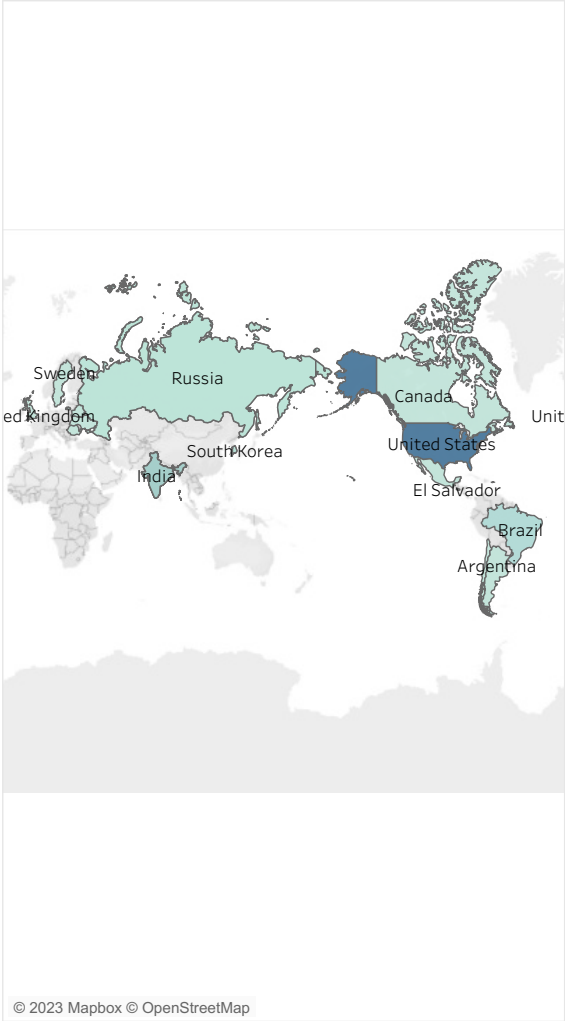 Sweden
Russia
Canada
ed Kingdom
Unit
United States
South Korea
India
El Salvador
Brazil
Argentina
© 2023 Mapbox © OpenStreetMap